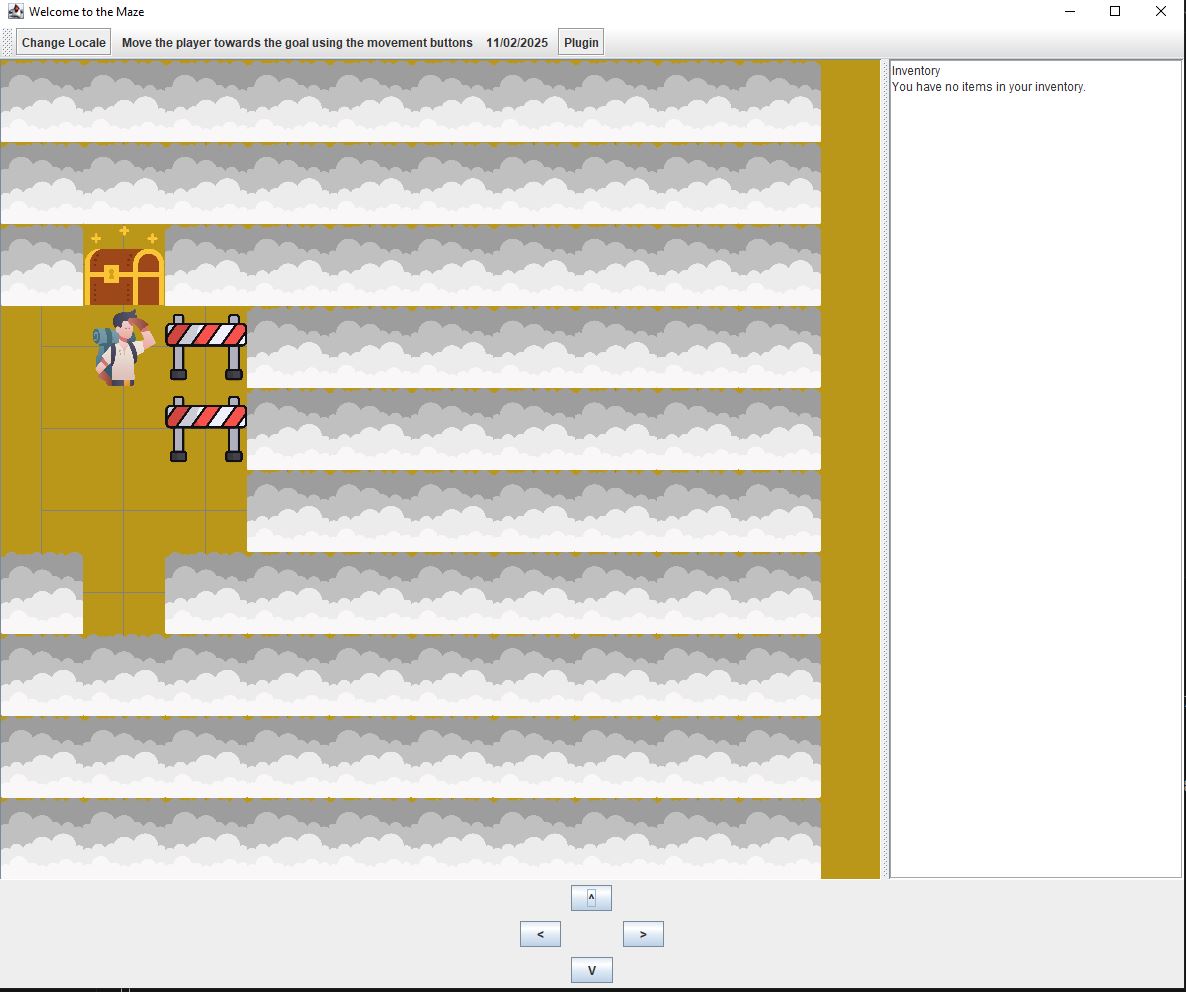 Welcome to the Maze
Change Locale Move the player towards the goal using the movement buttons 11/02/2025 Plugin
Inventory
You have no items in your inventory.
^
< >
V